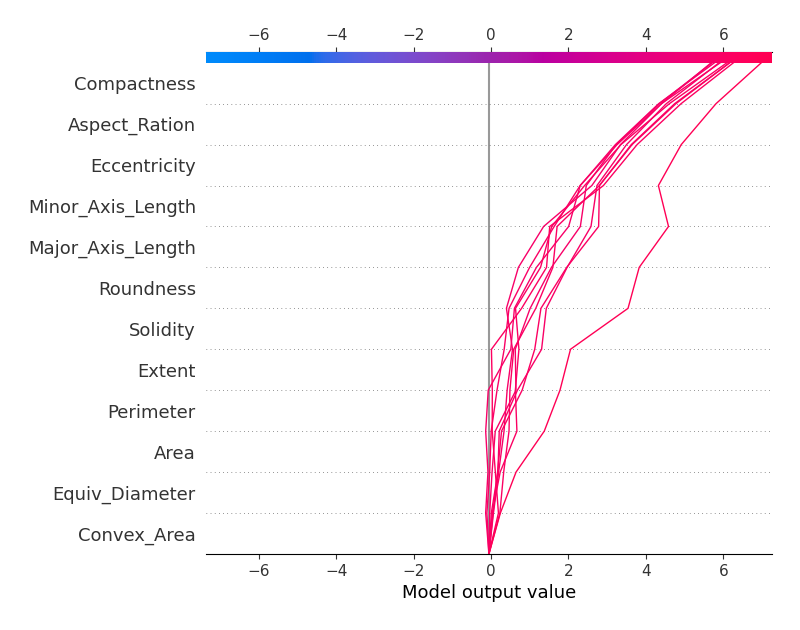 −6 −4 −2 0 2 4 6
Compactness
Aspect_Ration
Eccentricity
Minor_Axis_Length
Major_Axis_Length
Roundness
Solidity
Extent
Perimeter
Area
Equiv_Diameter
Convex_Area
−6 −4 −2 0 2 4 6
Model output value